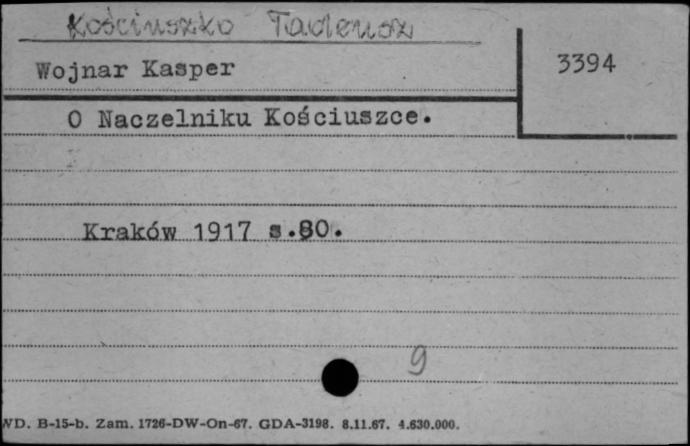 Kościuszko Tadeusz
Wojnar Kasper
3394
O Naczelniku Kościuszce.
Kraków 1917 s.80.
9
WD. B-15-b. Zam. 1726-DW-On-67. GDA-3198. 8.11.67. 4.630.000.